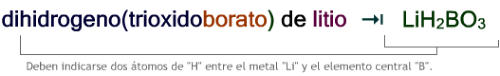 dihidrogeno(trioxidoborato) de litio → LiH₂BO₃
Deben indicarse dos átomos de "H" entre el metal "Li" y el elemento central "B".